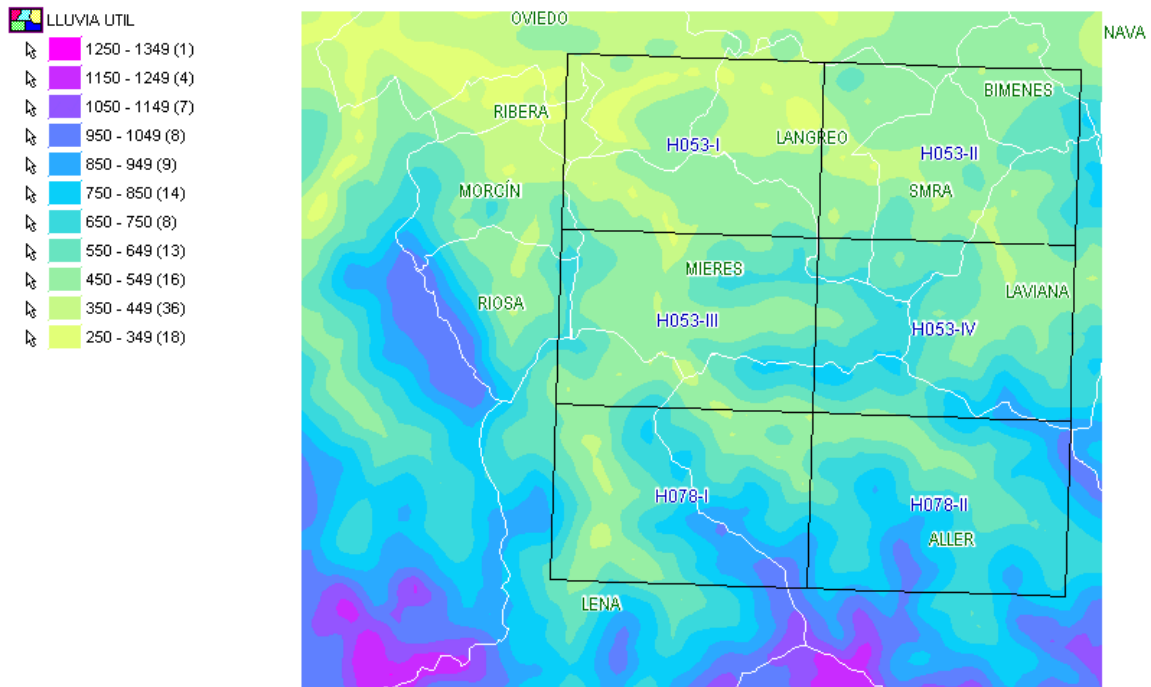 LLUVIA UTIL
1250 - 1349 (1)
1150 - 1249 (4)
1050 - 1149 (7)
950 - 1049 (8)
850 - 949 (9)
750 - 850 (14)
650 - 750 (8)
550 - 649 (13)
450 - 549 (16)
350 - 449 (36)
250 - 349 (18)
OVIEDO
NAVA
BIMENES
RIBERA
LANGREO
H053-I
H053-II
MORCÍN
SMRA
MIERES
LAVIANA
RIOSA
H053-III
H053-IV
H078-I
H078-II
ALLER
LENA